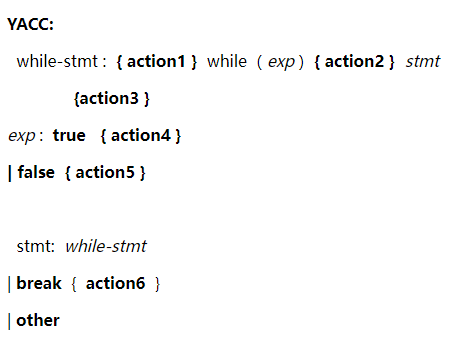 YACC:
while-stmt : { action1 } while ( exp ) { action2 } stmt
{action3 }
exp : true { action4 }
| false { action5 }
stmt: while-stmt
| break { action6 }
| other